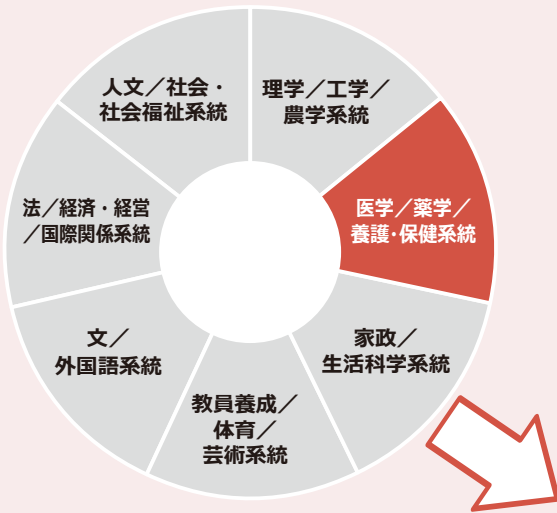 人文／社会・
社会福祉系統
理学／工学／
農学系統
医学／薬学／
養護・保健系統
家政／
生活科学系統
教員養成／
体育／
芸術系統
文／
外国語系統
法／経済・経営
／国際関係系統